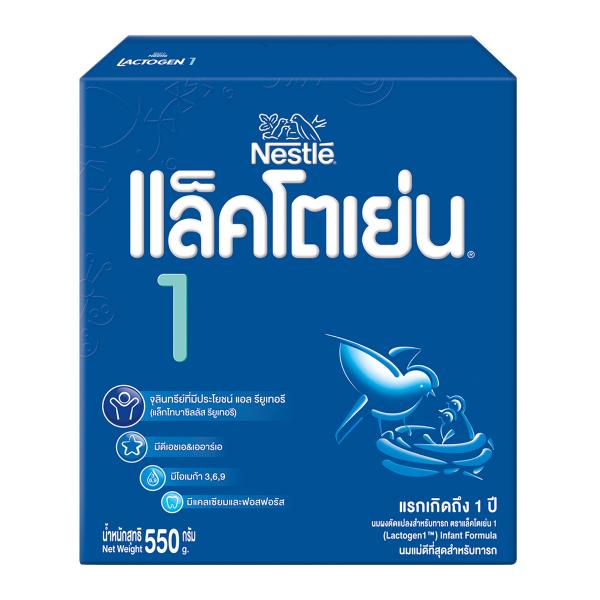 Nestlé
LACTOGEN 1
Nestlé®
แล็คโตเย่น®
1
จุลินทรีย์ที่มีประโยชน์ แอล รียูเทอรี
(แล็กโทบาซิลลัส รียูเทอรี)
มีดีเอชเอ&เออาร์เอ
มีโอเมก้า 3,6,9
มีแคลเซียมและฟอสฟอรัส
น้ำหนักสุทธิ 550 กรัม
Net Weight 550 g.
แรกเกิดถึง 1 ปี
นมผงดัดแปลงสำหรับทารก ตราแล็คโตเย่น 1
(Lactogen1™) Infant Formula
นมแม่ดีที่สุดสำหรับทารก